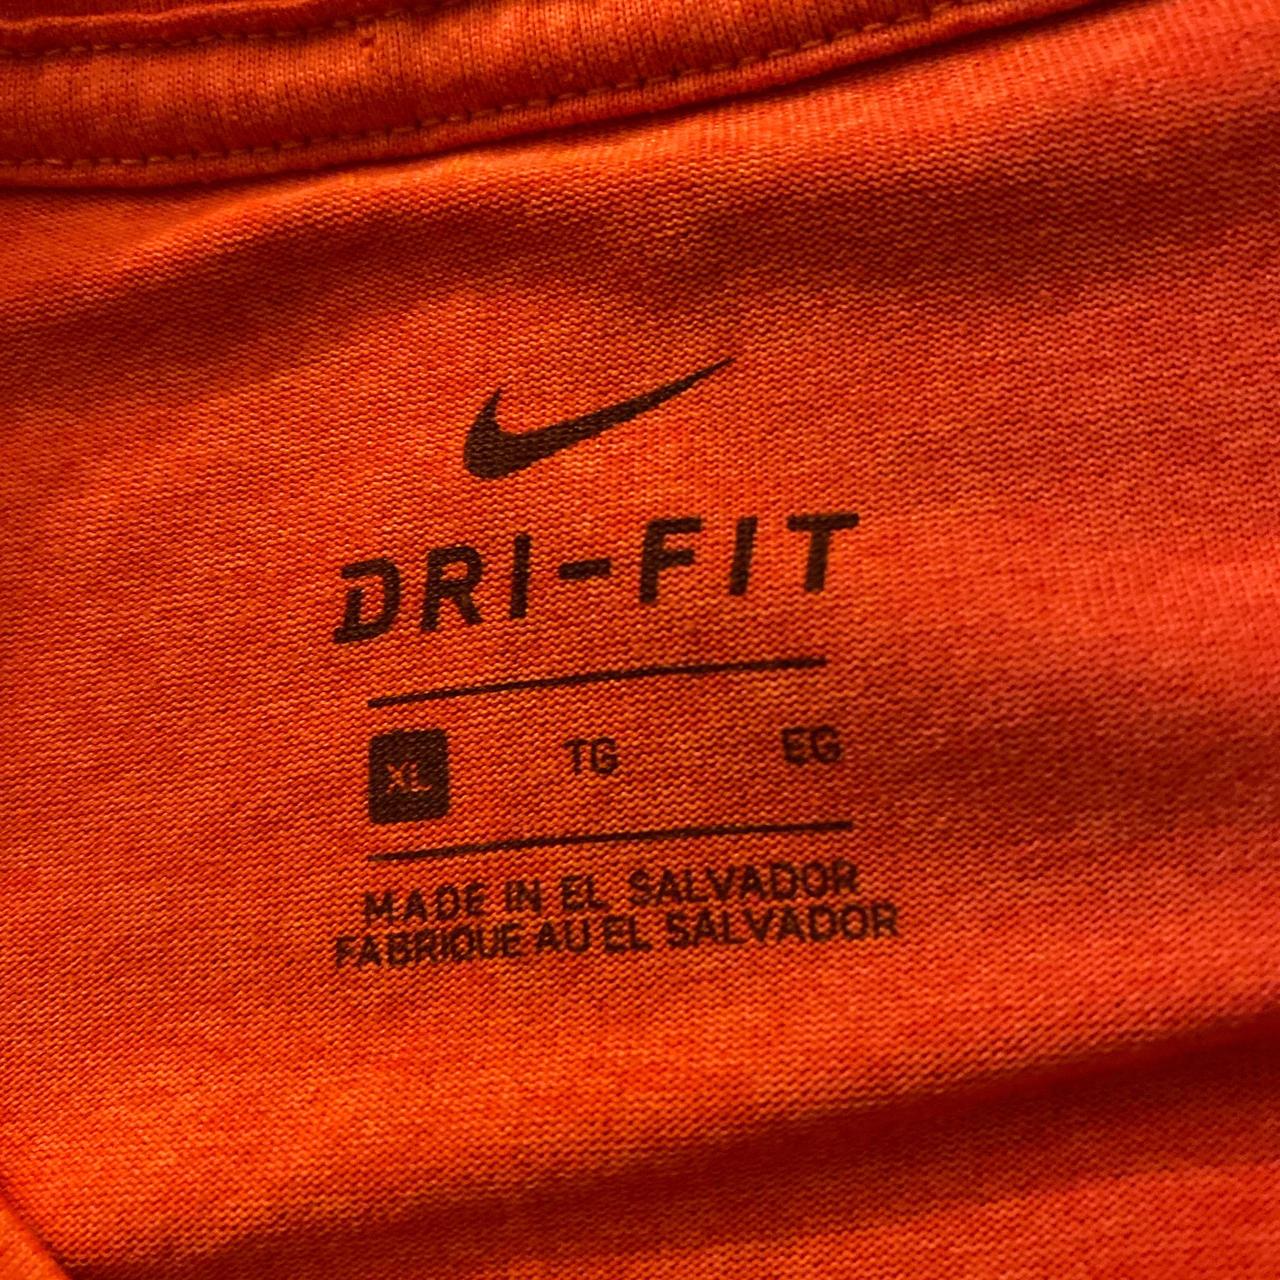 DRI-FIT
XL TG EG
MADE IN EL SALVADOR
FABRIQUE AU EL SALVADOR